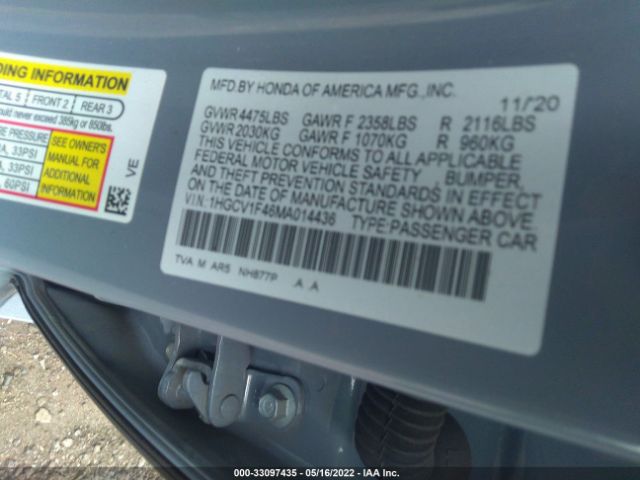 DING INFORMATION
TAL 5 FRONT 2 REAR 3
ould never exceed 385kg or 850lbs.
RE PRESSURE
A, 33PSI
A, 33PSI
, 60PSI
SEE OWNER'S
MANUAL FOR
ADDITIONAL
INFORMATION
VE
MFD.BY HONDA OF AMERICA MFG.,INC.
11/20
GVWR 4475LBS GAWR F 2358LBS R 2116LBS
GVWR 2030KG GAWR F 1070KG R 960KG
THIS VEHICLE CONFORMS TO ALL APPLICABLE
FEDERAL MOTOR VEHICLE SAFETY BUMPER,
AND THEFT PREVENTION STANDARDS IN EFFECT
ON THE DATE OF MANUFACTURE SHOWN ABOVE.
VIN:1HGCV1F46MA014436 TYPE:PASSENGER CAR
TVA M AR5 NH877P .A .A
000-33097435 - 05/16/2022 - IAA Inc.